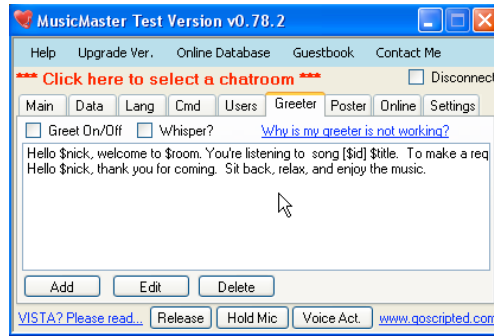 MusicMaster Test Version v0.78.2
Help Upgrade Ver. Online Database Guestbook Contact Me
*** Click here to select a chatroom *** Disconnect
Main Data Lang Cmd Users Greeter Poster Online Settings
Greet On/Off Whisper? Why is my greeter is not working?
Hello $nick, welcome to $room. You're listening to song [$id] $title. To make a req
Hello $nick, thank you for coming. Sit back, relax, and enjoy the music.
Add Edit Delete
VISTA? Please read... Release Hold Mic Voice Act. www.qoscripted.com